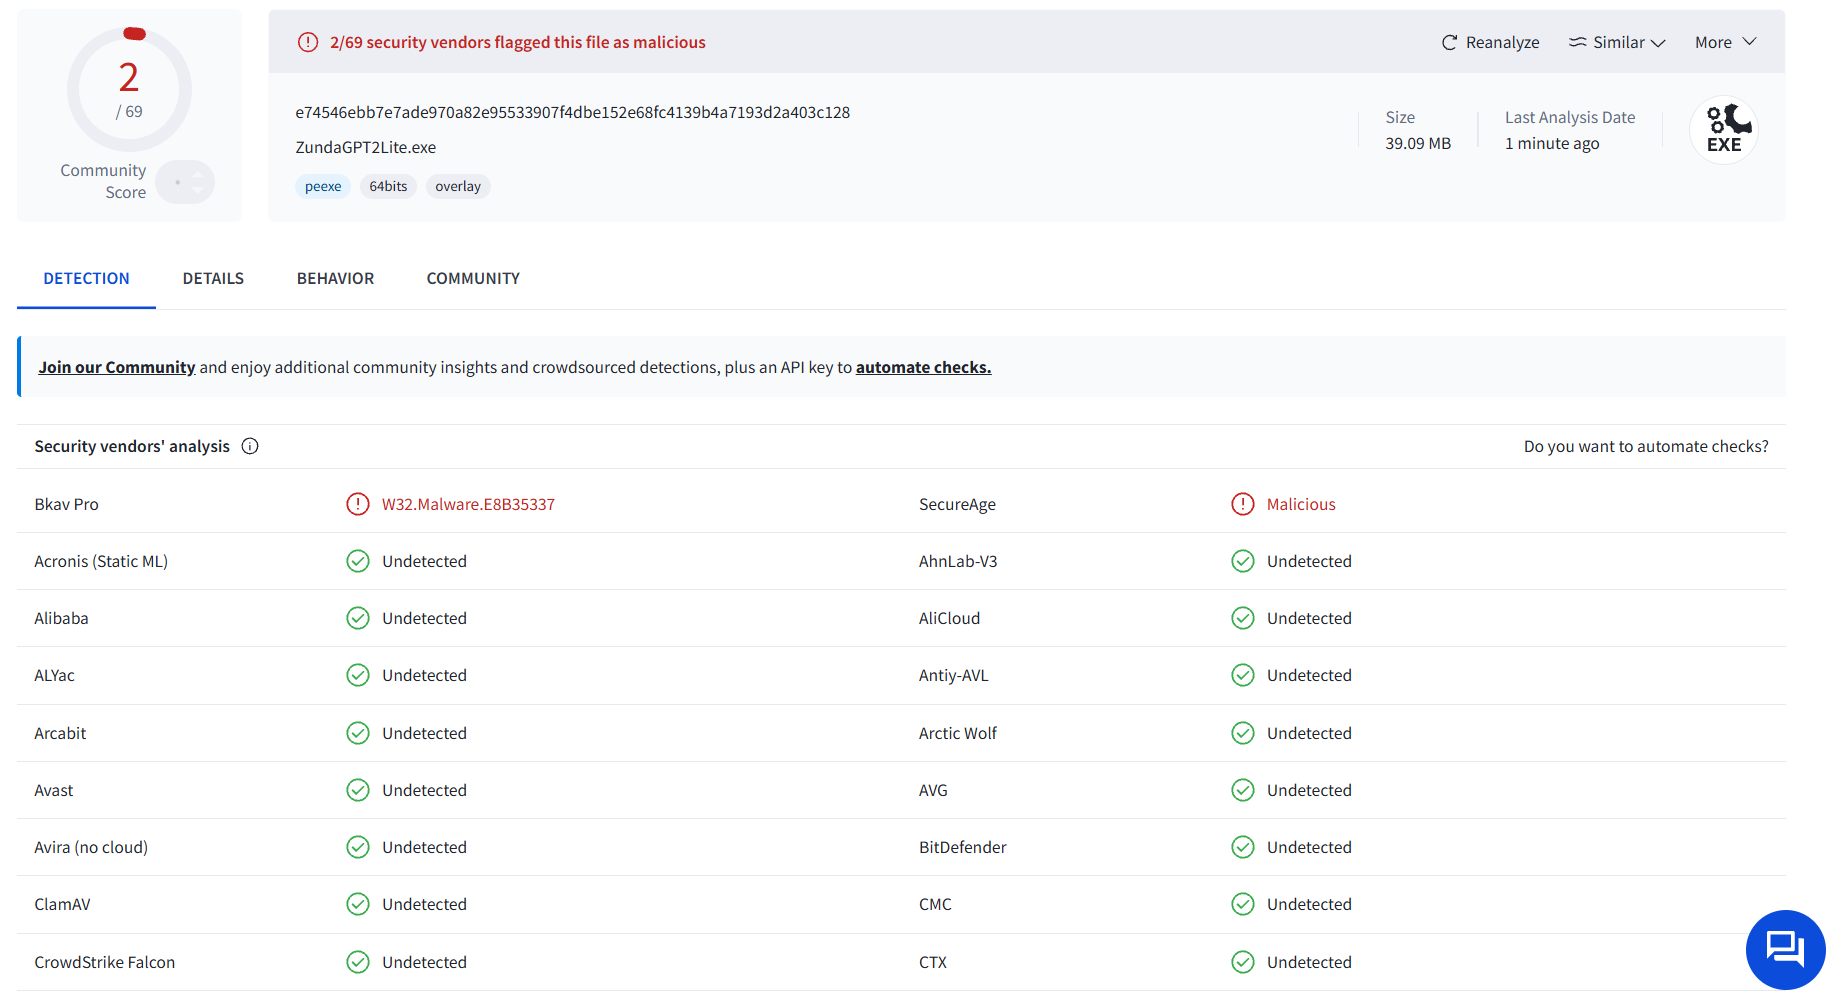 2
/ 69
Community
Score
2/69 security vendors flagged this file as malicious
Reanalyze
Similar
More
e74546ebb7e7ade970a82e95533907f4dbe152e68fc4139b4a7193d2a403c128
ZundaGPT2Lite.exe
peexe
64bits
overlay
Size
39.09 MB
Last Analysis Date
1 minute ago
EXE
DETECTION
DETAILS
BEHAVIOR
COMMUNITY
Join our Community and enjoy additional community insights and crowdsourced detections, plus an API key to automate checks.
Security vendors' analysis
Do you want to automate checks?
Bkav Pro
W32.Malware.E8B35337
SecureAge
Malicious
Acronis (Static ML)
Undetected
AhnLab-V3
Undetected
Alibaba
Undetected
AliCloud
Undetected
ALYac
Undetected
Antiy-AVL
Undetected
Arcabit
Undetected
Arctic Wolf
Undetected
Avast
Undetected
AVG
Undetected
Avira (no cloud)
Undetected
BitDefender
Undetected
ClamAV
Undetected
CMC
Undetected
CrowdStrike Falcon
Undetected
CTX
Undetected